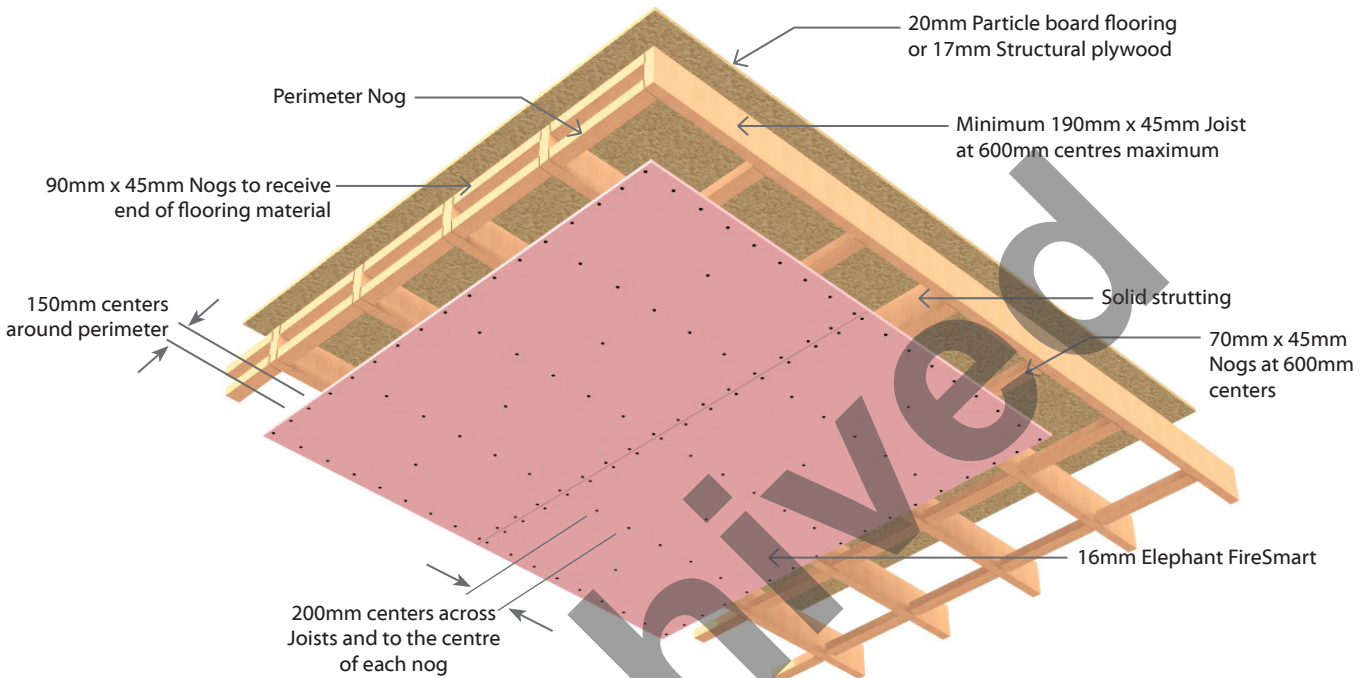 20mm Particle board flooring
or 17mm Structural plywood
Perimeter Nog
Minimum 190mm x 45mm Joist
at 600mm centres maximum
90mm x 45mm Nogs to receive
end of flooring material
150mm centers
around perimeter
Solid strutting
70mm x 45mm
Nogs at 600mm
centers
16mm Elephant FireSmart
200mm centers across
Joists and to the centre
of each nog
hived